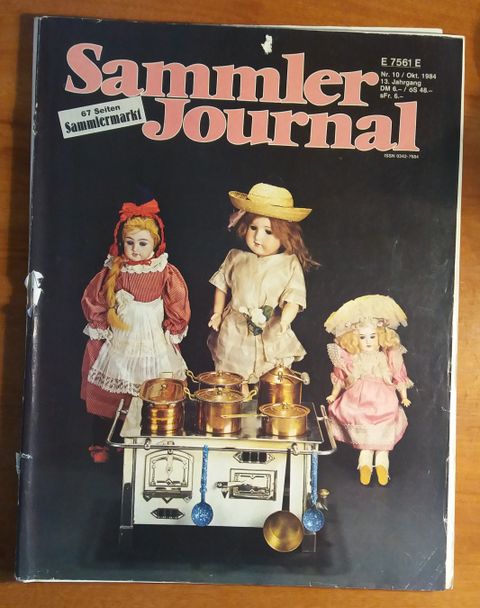 Sammler
Journal
67 Seiten
Sammlermarkt
E 7561 E
Nr. 10 / Okt. 1984
13. Jahrgang
DM 6.– / öS 48.–
sFr. 6.–
ISSN 0342-7684